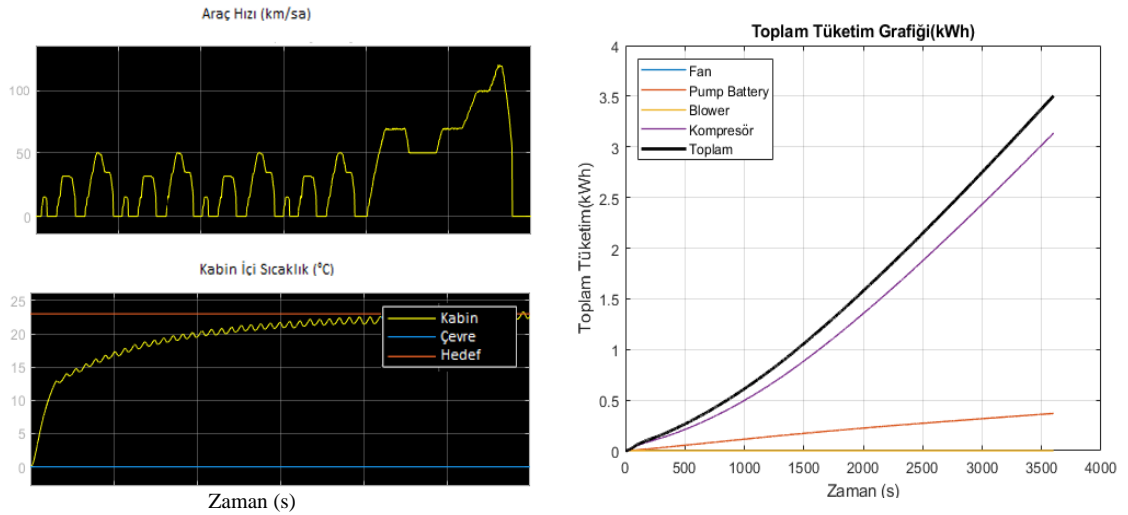 Araç Hızı (km/sa)
100
50
0
Kabin İçi Sıcaklık (⁰C)
25
20
15
10
5
0
Kabin
Çevre
Hedef
Zaman (s)
Toplam Tüketim Grafiği(kWh)
Toplam Tüketim(kWh)
4
3.5
3
2.5
2
1.5
1
0.5
0
Fan
Pump Battery
Blower
Kompresör
Toplam
0 500 1000 1500 2000 2500 3000 3500 4000
Zaman (s)